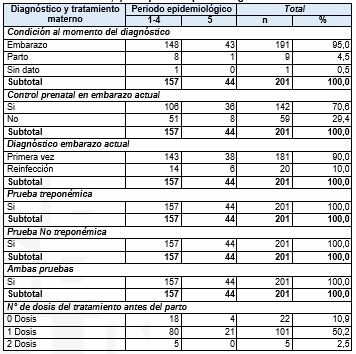 Diagnóstico y tratamiento materno Periodo epidemiológico Total
1-4 5 n %
Condición al momento del diagnóstico
Embarazo 148 43 191 95,0
Parto 8 1 9 4,5
Sin dato 1 0 1 0,5
Subtotal 157 44 201 100,0
Control prenatal en embarazo actual
Si 106 36 142 70,6
No 51 8 59 29,4
Subtotal 157 44 201 100,0
Diagnóstico embarazo actual
Primera vez 143 38 181 90,0
Reinfección 14 6 20 10,0
Subtotal 157 44 201 100,0
Prueba treponémica
Si 157 44 201 100,0
Subtotal 157 44 201 100,0
Prueba No treponémica
Si 157 44 201 100,0
Subtotal 157 44 201 100,0
Ambas pruebas
Si 157 44 201 100,0
Subtotal 157 44 201 100,0
N° de dosis del tratamiento antes del parto
0 Dosis 18 4 22 10,9
1 Dosis 80 21 101 50,2
2 Dosis 5 0 5 2,5